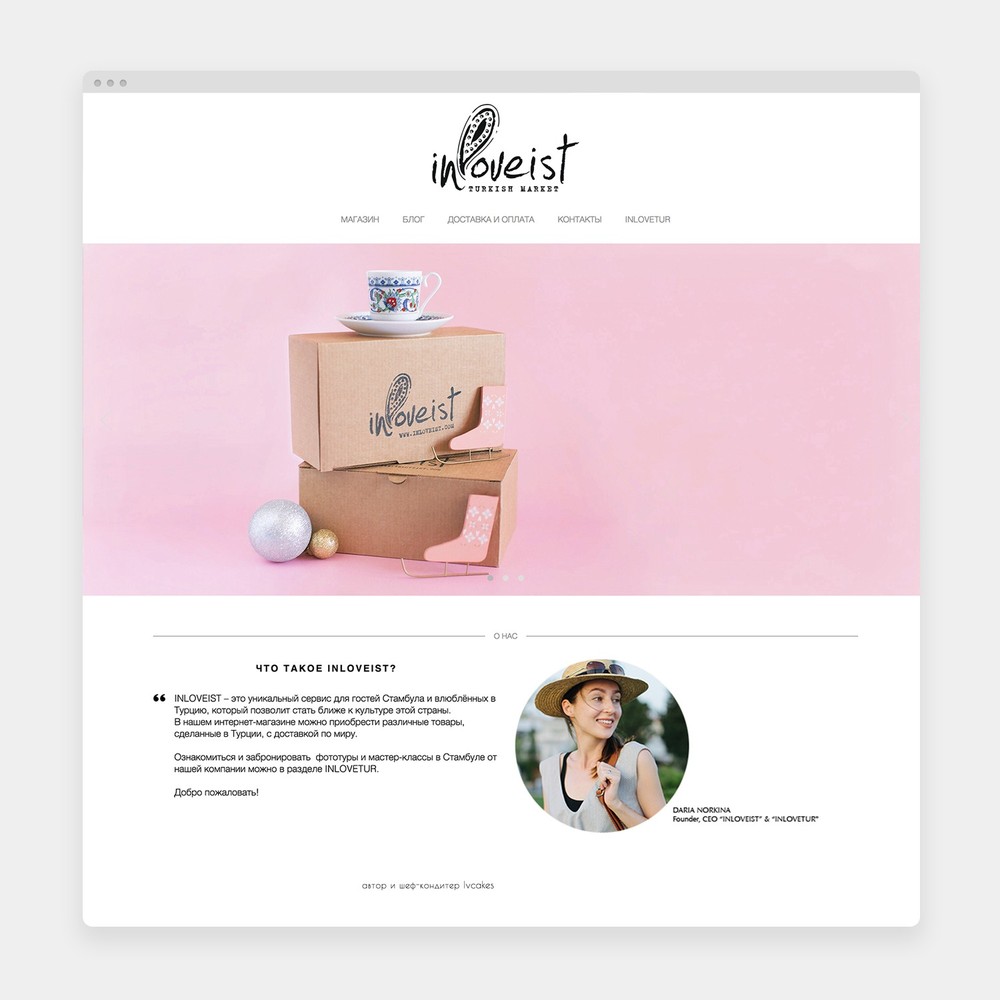 inloveist
TURKISH MARKET
МАГАЗИН БЛОГ ДОСТАВКА И ОПЛАТА КОНТАКТЫ INLOVETUR
inloveist
WWW.INLOVEIST.COM
О НАС
ЧТО ТАКОЕ INLOVEIST?
“ INLOVEIST – это уникальный сервис для гостей Стамбула и влюблённых в
Турцию, который позволит стать ближе к культуре этой страны.
В нашем интернет-магазине можно приобрести различные товары,
сделанные в Турции, с доставкой по миру.
Ознакомиться и забронировать фототуры и мастер-классы в Стамбуле от
нашей компании можно в разделе INLOVETUR.
Добро пожаловать!
DARIA NORKINA
Founder, CEO “INLOVEIST” & “INLOVETUR”
автор и шеф-кондитер lvcakes